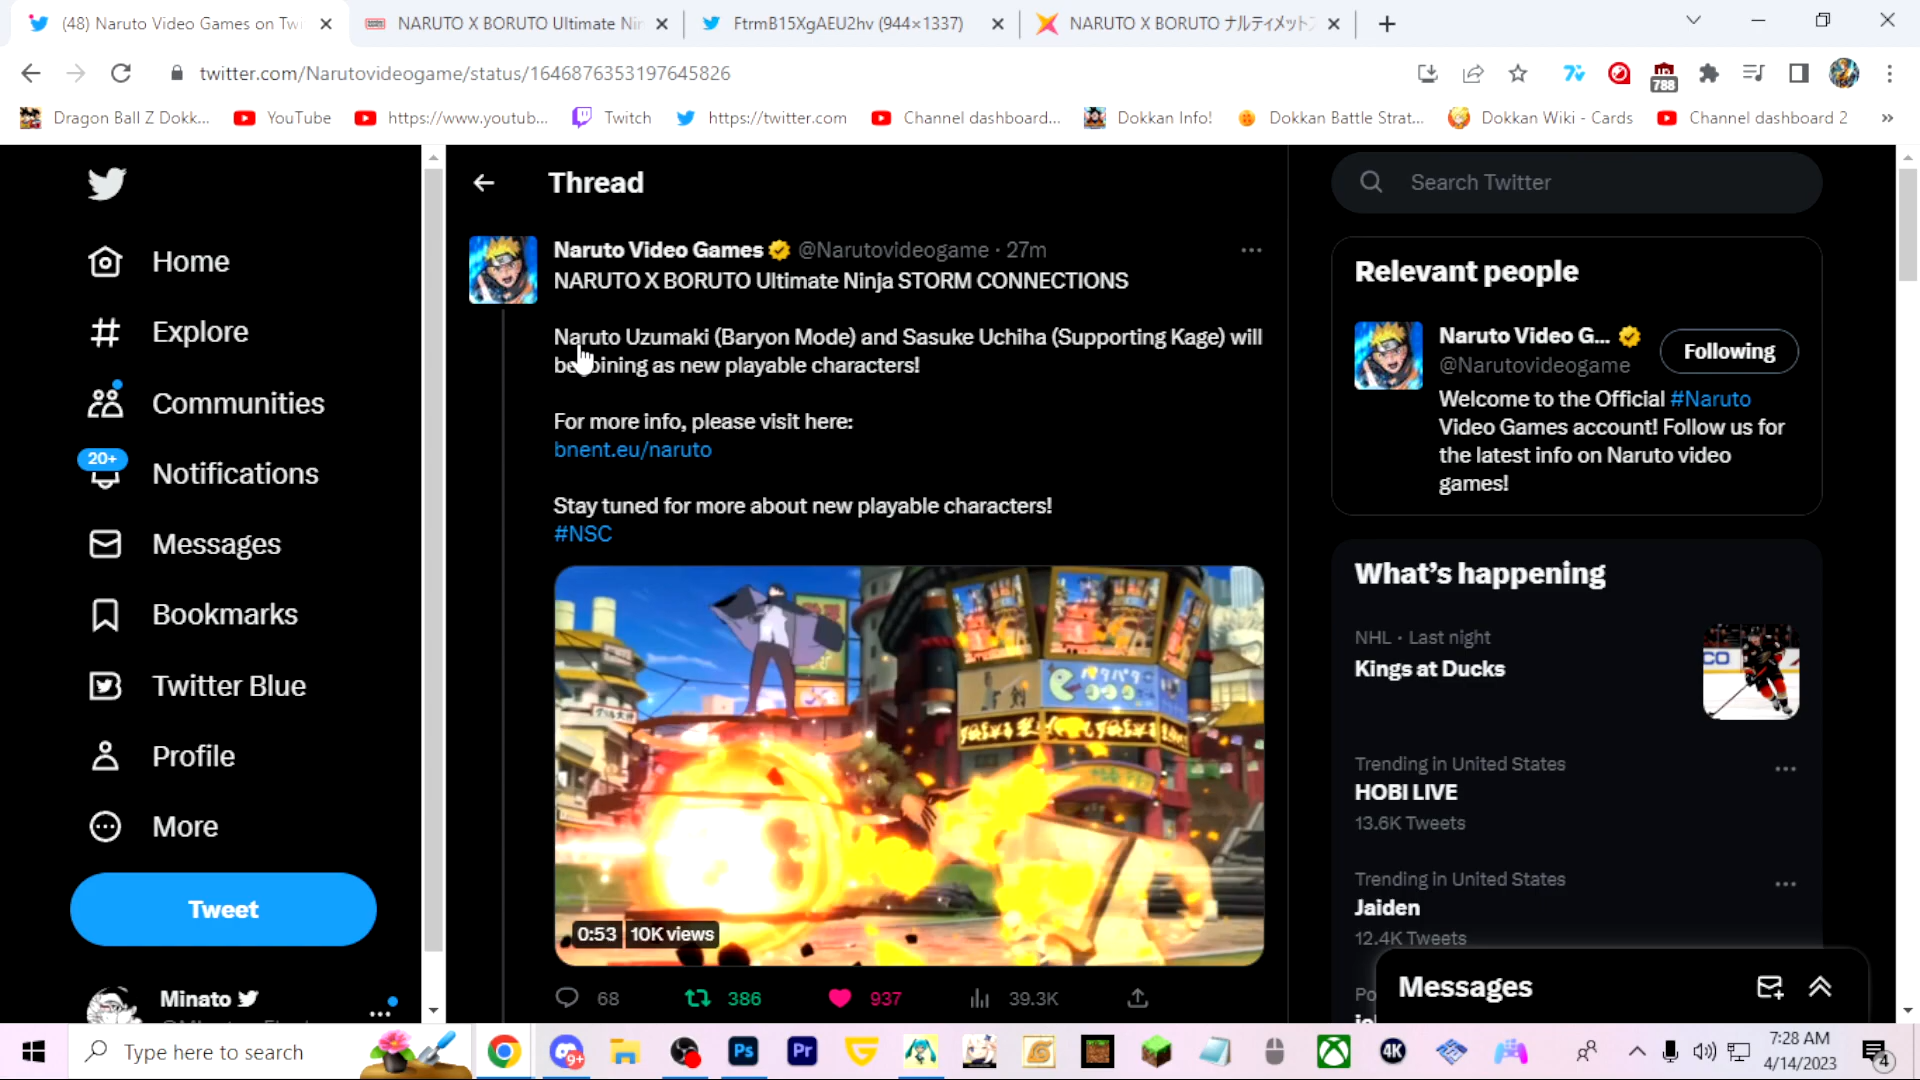 (48) Naruto Video Games on Twi
NARUTO X BORUTO Ultimate Nin
FtrmB15XgAEU2hv (944×1337)
NARUTO X BORUTO ナルティメットス
twitter.com/Narutovideogame/status/1646876353197645826
788
Dragon Ball Z Dokk...
YouTube
https://www.youtub...
Twitch
https://twitter.com
Channel dashboard...
Dokkan Info!
Dokkan Battle Strat...
Dokkan Wiki - Cards
Channel dashboard 2
Home
Explore
Communities
20+
Notifications
Messages
Bookmarks
Twitter Blue
Profile
More
Tweet
Minato
Thread
Naruto Video Games @Narutovideogame · 27m
NARUTO X BORUTO Ultimate Ninja STORM CONNECTIONS
Naruto Uzumaki (Baryon Mode) and Sasuke Uchiha (Supporting Kage) will
be joining as new playable characters!
For more info, please visit here:
bnent.eu/naruto
Stay tuned for more about new playable characters!
#NSC
0:53
10K views
68
386
937
39.3K
Search Twitter
Relevant people
Naruto Video G...
@Narutovideogame
Following
Welcome to the Official #Naruto
Video Games account! Follow us for
the latest info on Naruto video
games!
What's happening
NHL · Last night
Kings at Ducks
Trending in United States
HOBI LIVE
13.6K Tweets
Trending in United States
Jaiden
12.4K Tweets
Po
Messages
Type here to search
9+
Ps
Pr
4K
7:28 AM
4/14/2023
4